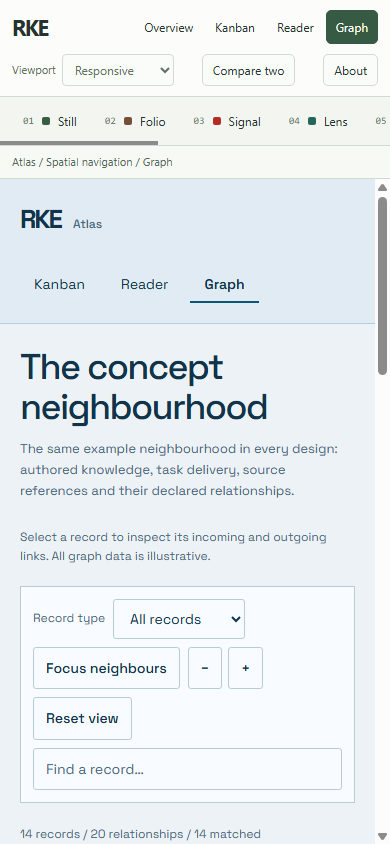 RKE
Overview Kanban Reader Graph
Viewport Responsive Compare two About
01 Still 02 Folio 03 Signal 04 Lens 05
Atlas / Spatial navigation / Graph
RKE Atlas
Kanban Reader Graph
The concept
neighbourhood
The same example neighbourhood in every design:
authored knowledge, task delivery, source
references and their declared relationships.
Select a record to inspect its incoming and outgoing
links. All graph data is illustrative.
Record type All records
Focus neighbours − +
Reset view
Find a record...
14 records / 20 relationships / 14 matched